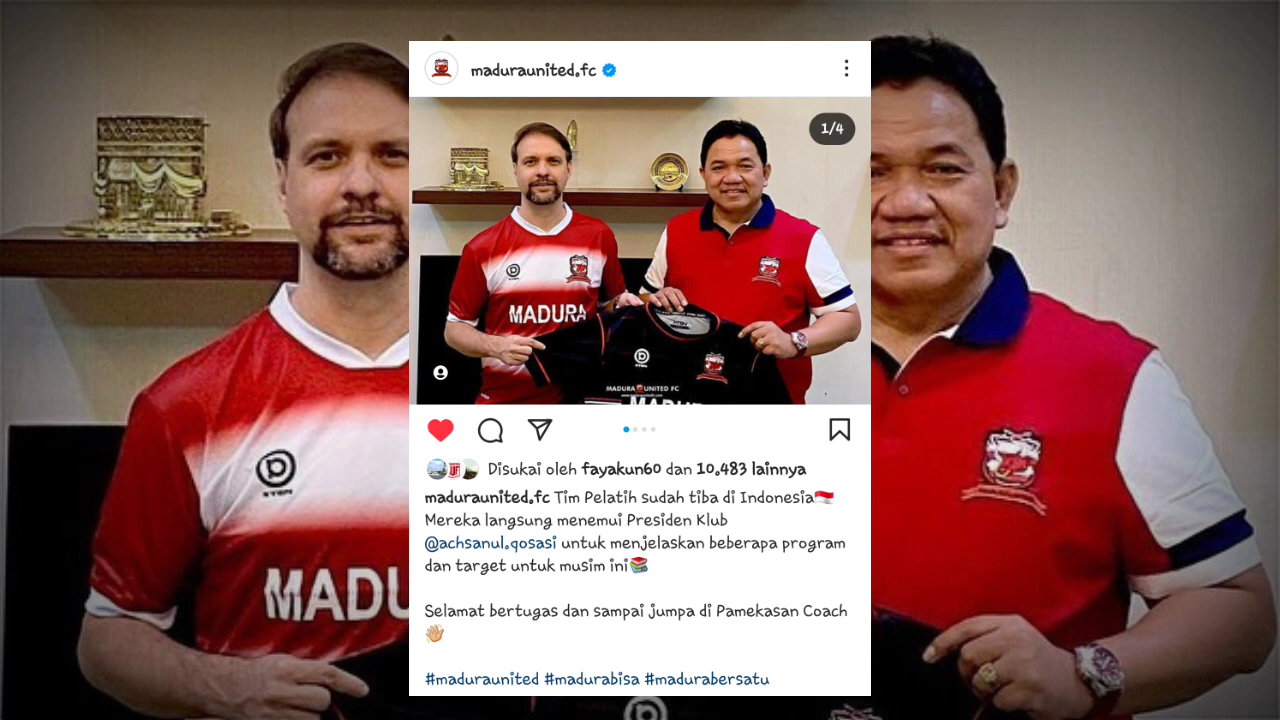 maduraunited.fc
1/4
MADURA
MADURA UNITED FC
MADUR
Disukai oleh fayakun60 dan 10.483 lainnya
maduraunited.fc Tim Pelatih sudah tiba di Indonesia🇮🇩
Mereka langsung menemui Presiden Klub
@achsanul.qosasi untuk menjelaskan beberapa program
dan target untuk musim ini📚
Selamat bertugas dan sampai jumpa di Pamekasan Coach
👋🏼
#maduraunited #madurabisa #madurabersatu
MADU